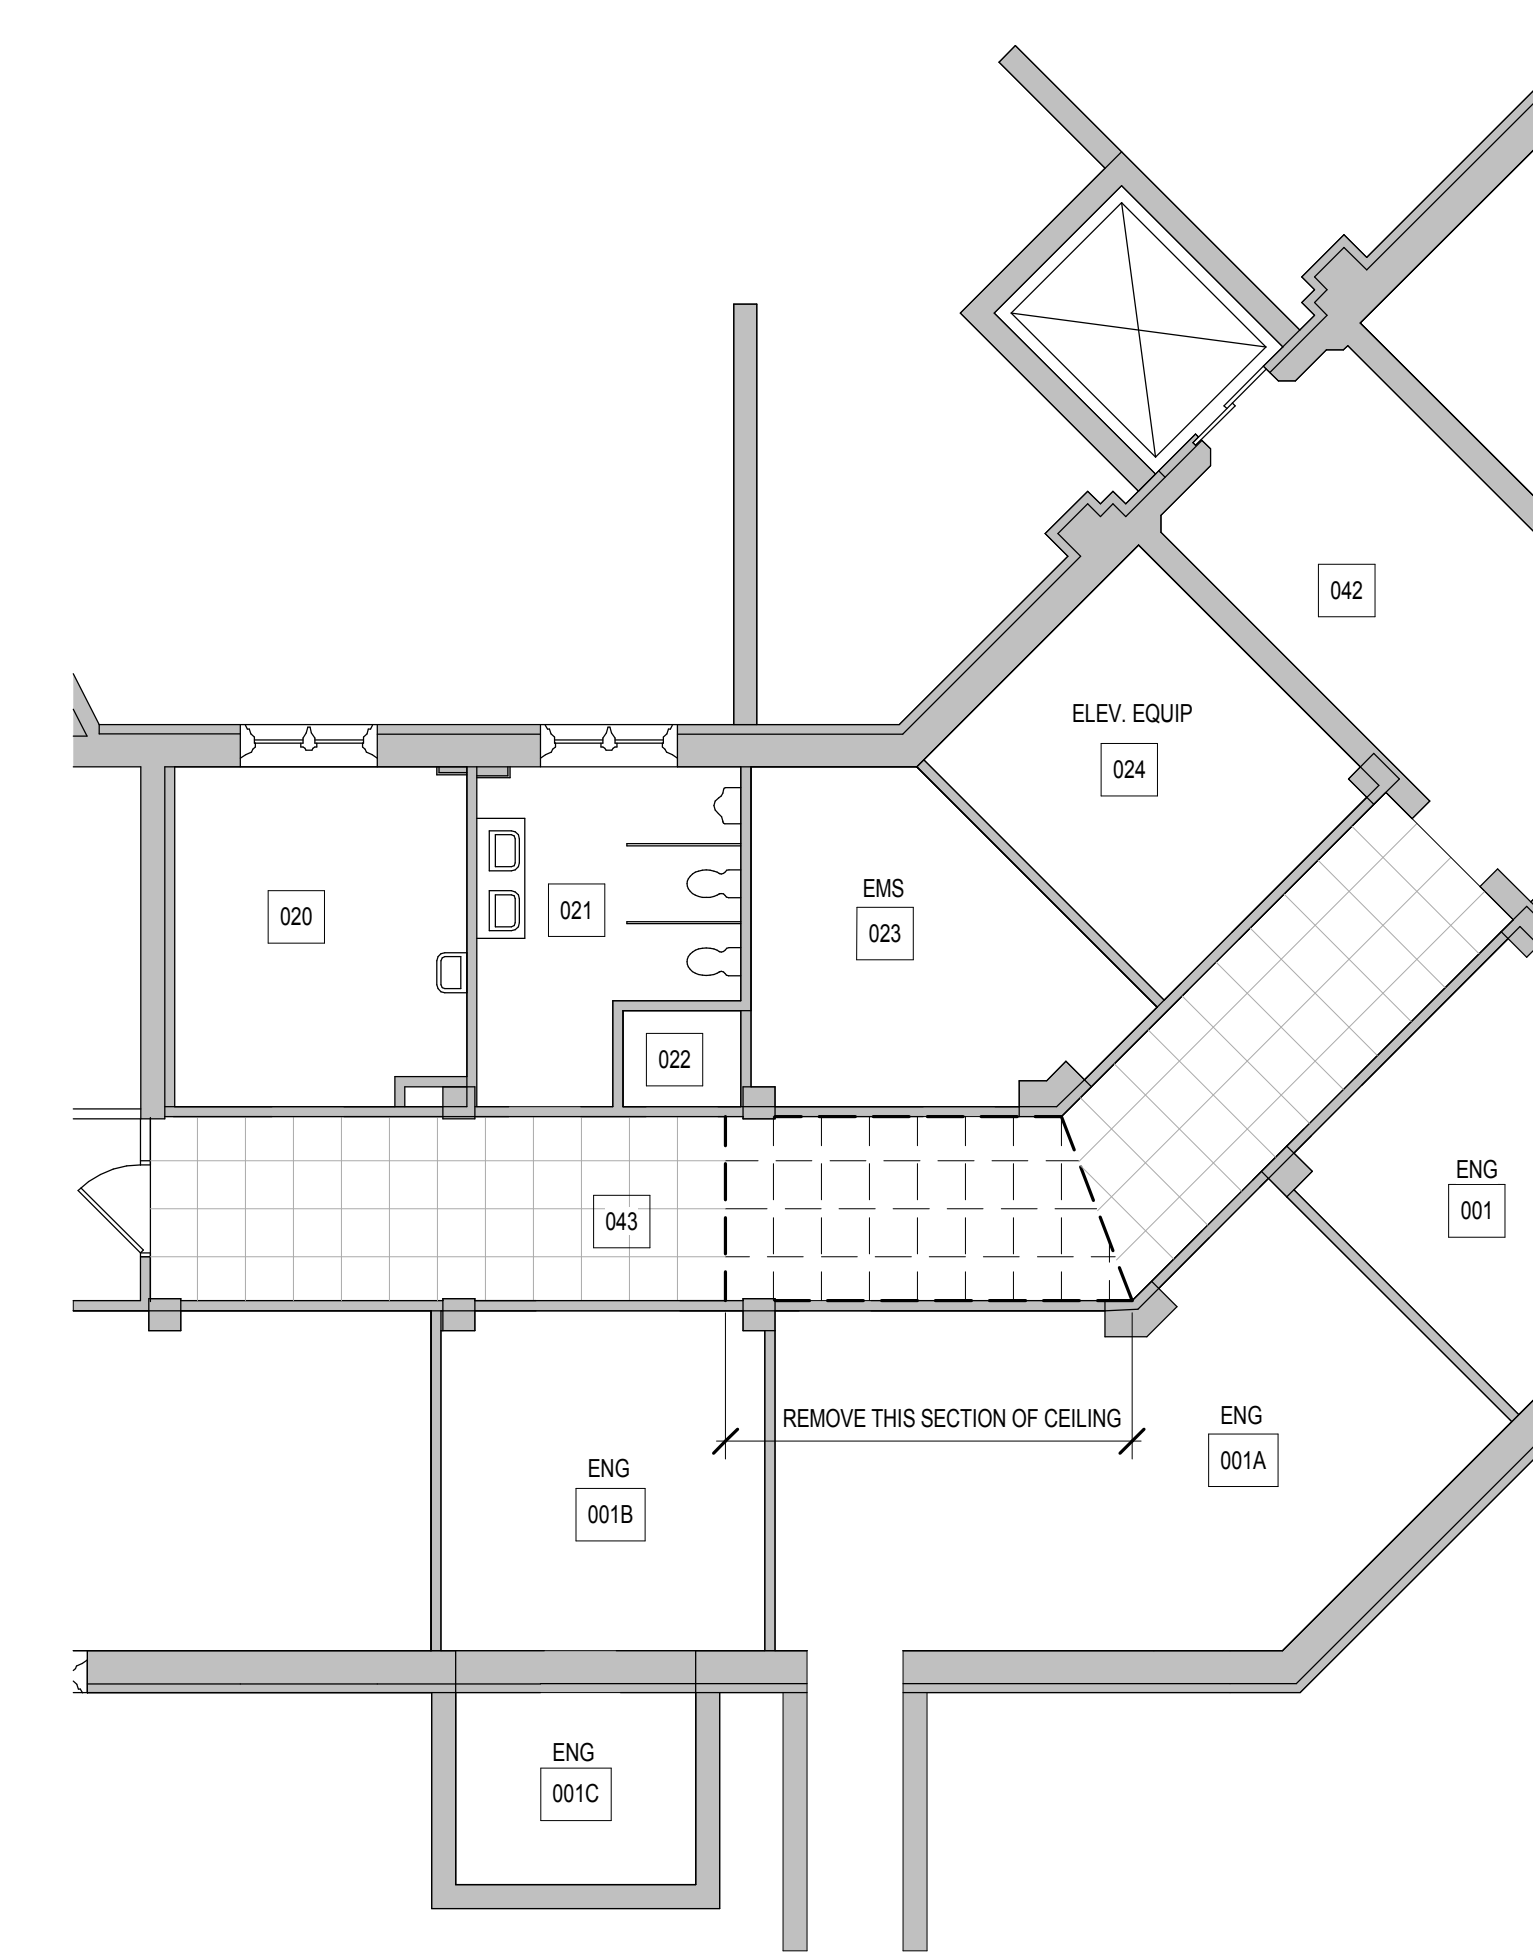 042
ELEV. EQUIP
024
EMS
023
020
021
022
ENG
001
043
REMOVE THIS SECTION OF CEILING
ENG
001A
ENG
001B
ENG
001C